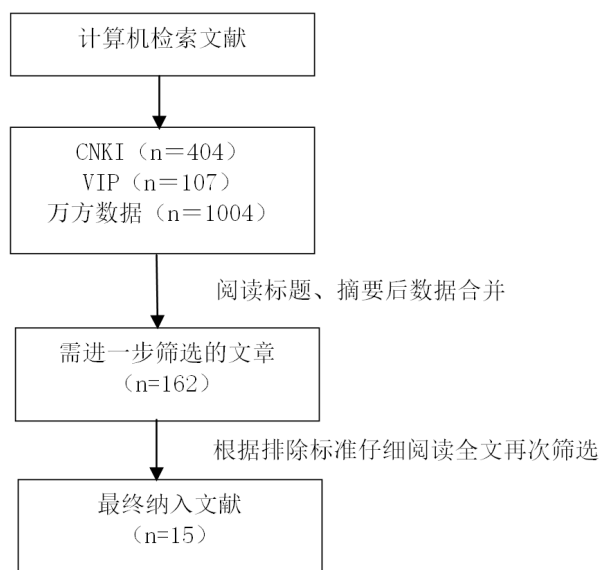 计算机检索文献
CNKI（n＝404）
VIP（n＝107）
万方数据（n＝1004）
阅读标题、摘要后数据合并
需进一步筛选的文章
（n=162）
根据排除标准仔细阅读全文再次筛选
最终纳入文献
（n=15）